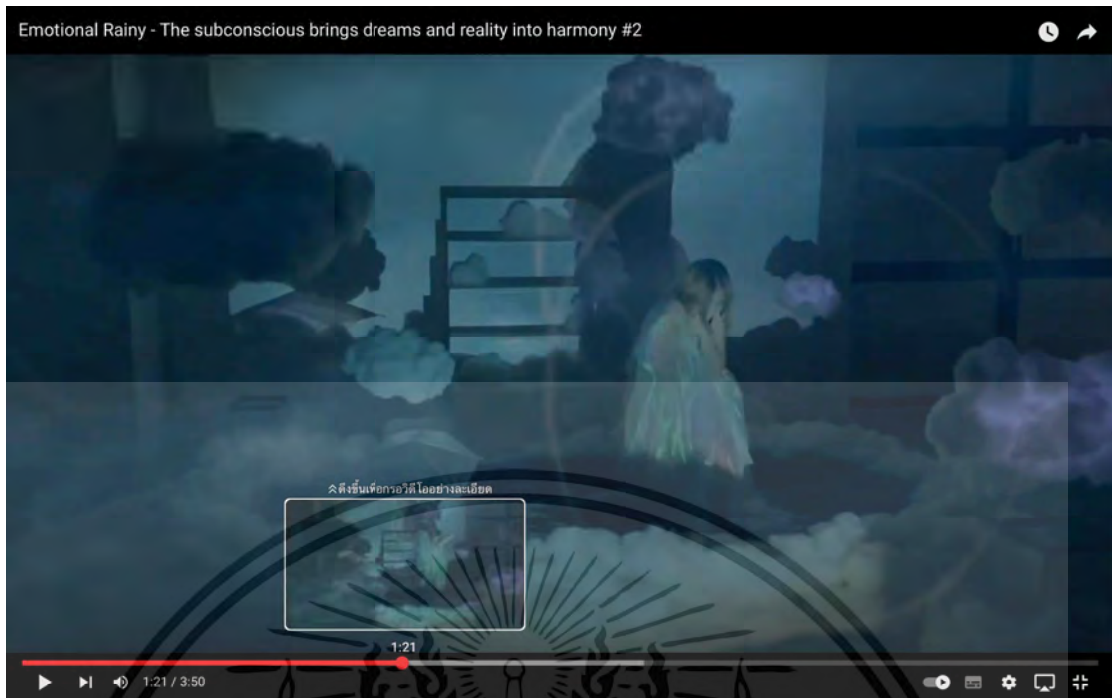 Emotional Rainy - The subconscious brings dreams and reality into harmony #2
ดึงขึ้นเพื่อกรอวิดีโออย่างละเอียด
1:21
1:21 / 3:50